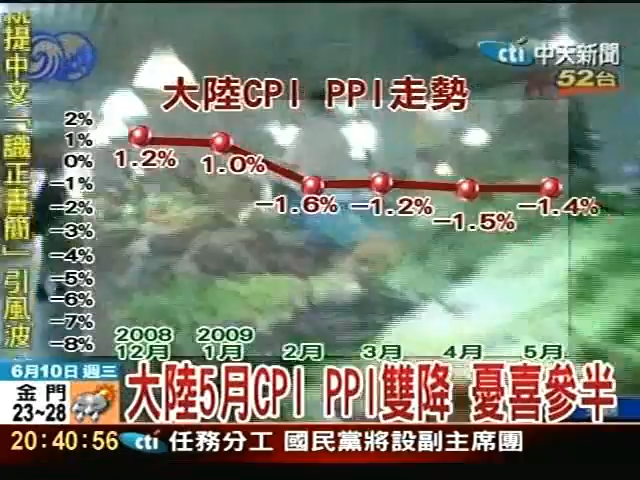 提中文「識正書簡」引風波
cti 中天新聞
52台
大陸CPI PPI走勢
2%
1%
0%
-1%
-2%
-3%
-4%
-5%
-6%
-7%
-8%
1.2%
1.0%
-1.6%
-1.2%
-1.5%
-1.4%
2008
12月
2009
1月
2月
3月
4月
5月
6月10日 週三
金門
23~28
大陸5月CPI PPI雙降 憂喜參半
20:40:56
cti 任務分工 國民黨將設副主席團